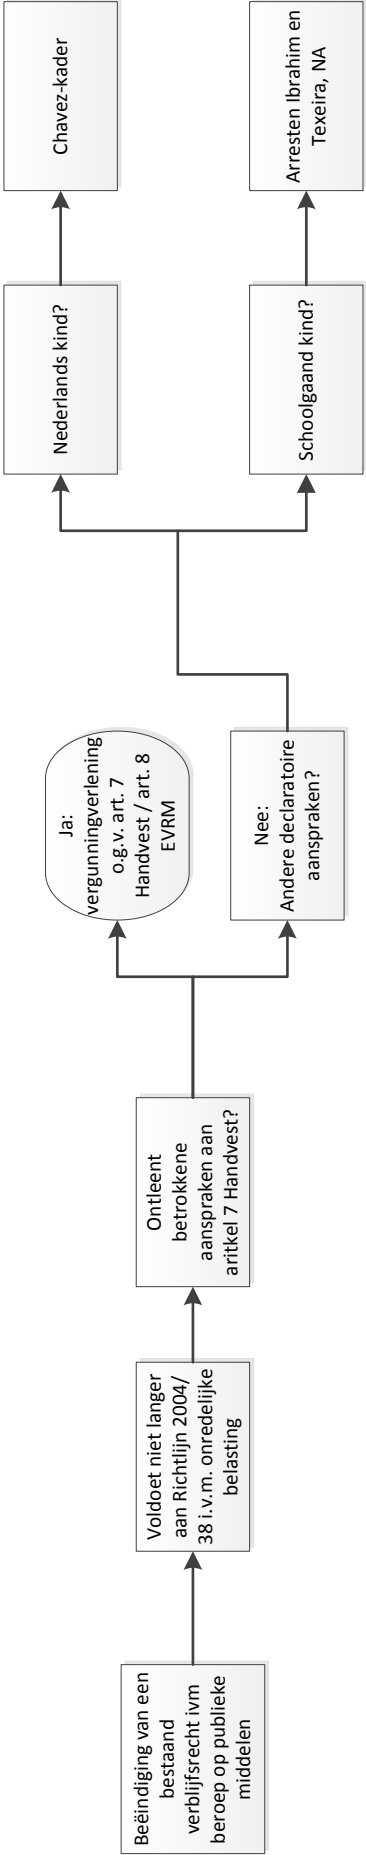 Beëindiging van een
bestaand
verblijfsrecht ivm
beroep op publieke
middelen
Voldoet niet langer
aan Richtlijn 2004/
38 i.v.m. onredelijke
belasting
Ontleent
betrokkene
aanspraken aan
aritkel 7 Handvest?
Ja:
vergunningverlening
o.g.v. art. 7
Handvest / art. 8
EVRM
Nee:
Andere declaratoire
aanspraken?
Nederlands kind?
Chavez-kader
Schoolgaand kind?
Arresten Ibrahim en
Texeira, NA